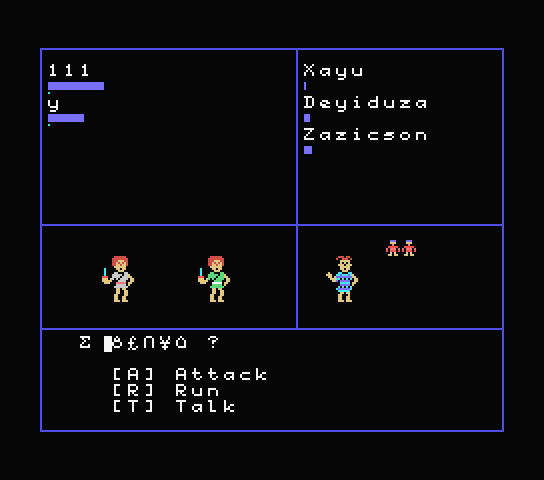 111
y
Xayu
Deyiduza
Zazicson
?
[A] Attack
[R] Run
[T] Talk